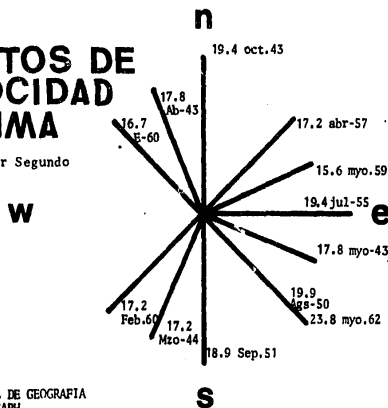 n
19.4 oct.43
TOS DE
OCIDAD
IMA
r Segundo
17.8
Ab-43
16.7
E-60
17.2 abr-57
15.6 myo.59
19.4 jul-55
w
e
17.8 myo-43
19.9
Ags-50
23.8 myo.62
17.2
Feb.60
17.2
Mzo-44
18.9 Sep.51
s
DE GEOGRAFIA